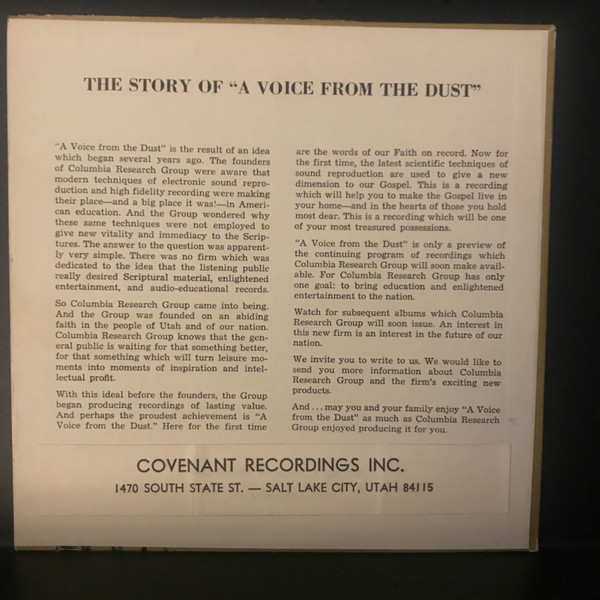 THE STORY OF “A VOICE FROM THE DUST”
“A Voice from the Dust” is the result of an idea
which began several years ago. The founders
of Columbia Research Group were aware that
modern techniques of electronic sound repro-
duction and high fidelity recording were making
their place—and a big place it was!—in Ameri-
can education. And the Group wondered why
these same techniques were not employed to
give new vitality and immediacy to the Scrip-
tures. The answer to the question was apparent-
ly very simple. There was no firm which was
dedicated to the idea that the listening public
really desired Scriptural material, enlightened
entertainment, and audio-educational records.
So Columbia Research Group came into being.
And the Group was founded on an abiding
faith in the people of Utah and of our nation.
Columbia Research Group knows that the gen-
eral public is waiting for that something better,
for that something which will turn leisure mo-
ments into moments of inspiration and intel-
lectual profit.
With this ideal before the founders, the Group
began producing recordings of lasting value.
And perhaps the proudest achievement is “A
Voice from the Dust.” Here for the first time
are the words of our Faith on record. Now for
the first time, the latest scientific techniques of
sound reproduction are used to give a new
dimension to our Gospel. This is a recording
which will help you to make the Gospel live in
your home—and in the hearts of those you hold
most dear. This is a recording which will be one
of your most treasured possessions.
“A Voice from the Dust” is only a preview of
the continuing program of recordings which
Columbia Research Group will soon make avail-
able. For Columbia Research Group has only
one goal: to bring education and enlightened
entertainment to the nation.
Watch for subsequent albums which Columbia
Research Group will soon issue. An interest in
this new firm is an interest in the future of our
nation.
We invite you to write to us. We would like to
send you more information about Columbia
Research Group and the firm's exciting new
products.
And . . . may you and your family enjoy “A Voice
from the Dust” as much as Columbia Research
Group enjoyed producing it for you.
COVENANT RECORDINGS INC.
1470 SOUTH STATE ST. — SALT LAKE CITY, UTAH 84115